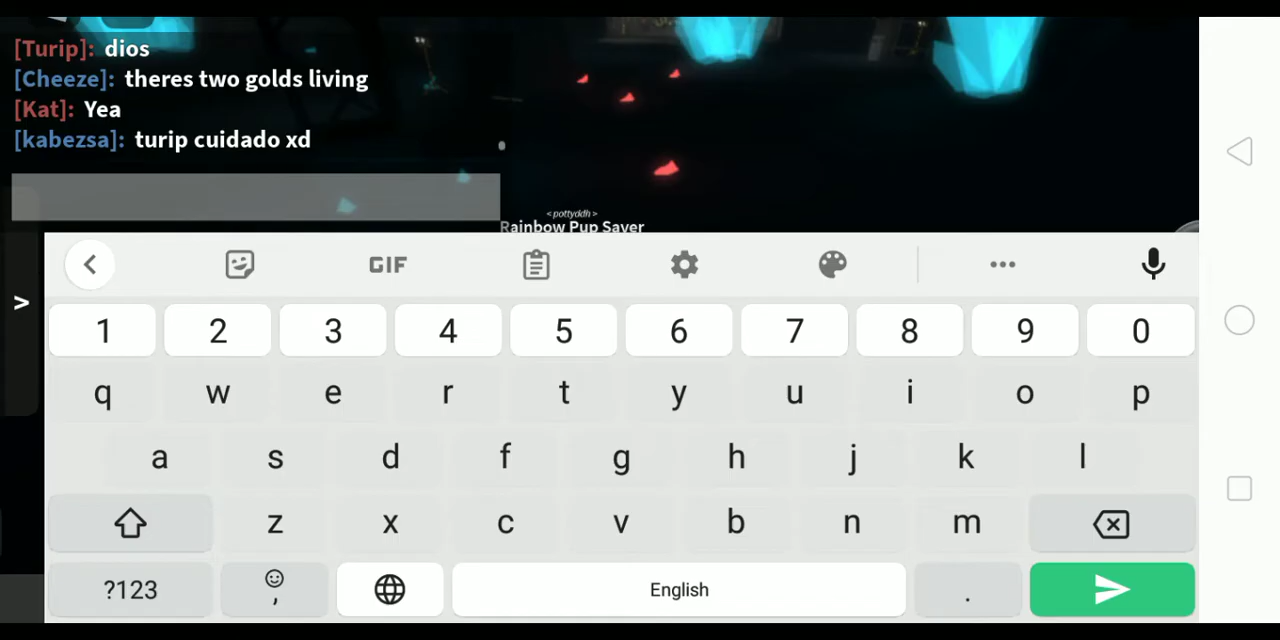 [Turip]: dios
[Cheeze]: theres two golds living
[Kat]: Yea
[kabezsa]: turip cuidado xd
<pottyddh>
Rainbow Pup Saver
>
GIF
1 2 3 4 5 6 7 8 9 0
q w e r t y u i o p
a s d f g h j k l
z x c v b n m
?123 , English .